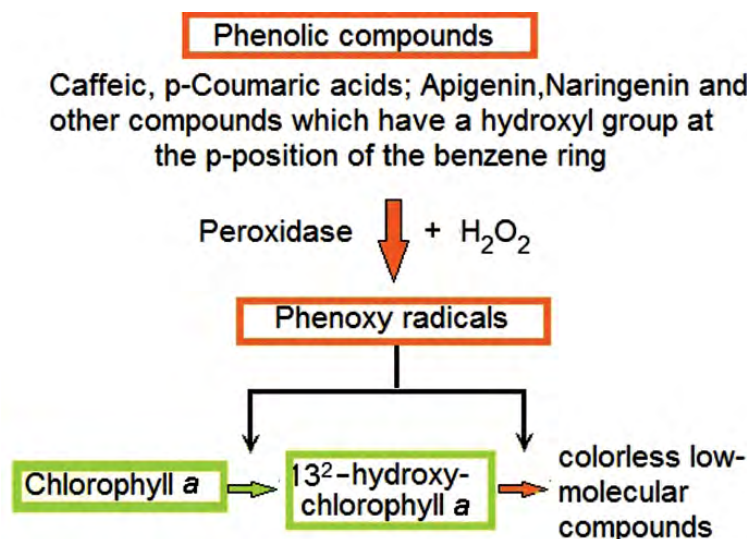 Phenolic compounds
Caffeic, p-Coumaric acids; Apigenin,Naringenin and
other compounds which have a hydroxyl group at
the p-position of the benzene ring
Peroxidase + H₂O₂
Phenoxy radicals
Chlorophyll a
13²-hydroxy-
chlorophyll a
colorless low-
molecular
compounds